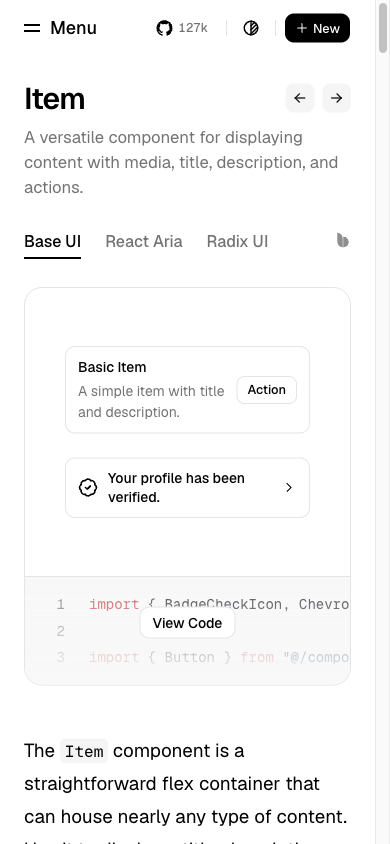 Menu
127k
New
Item
A versatile component for displaying
content with media, title, description, and
actions.
Base UI
React Aria
Radix UI
Basic Item
A simple item with title
and description.
Action
Your profile has been
verified.
1 import { BadgeCheckIcon, Chevro
2
View Code
3 import { Button } from "@/compo
The Item component is a
straightforward flex container that
can house nearly any type of content.